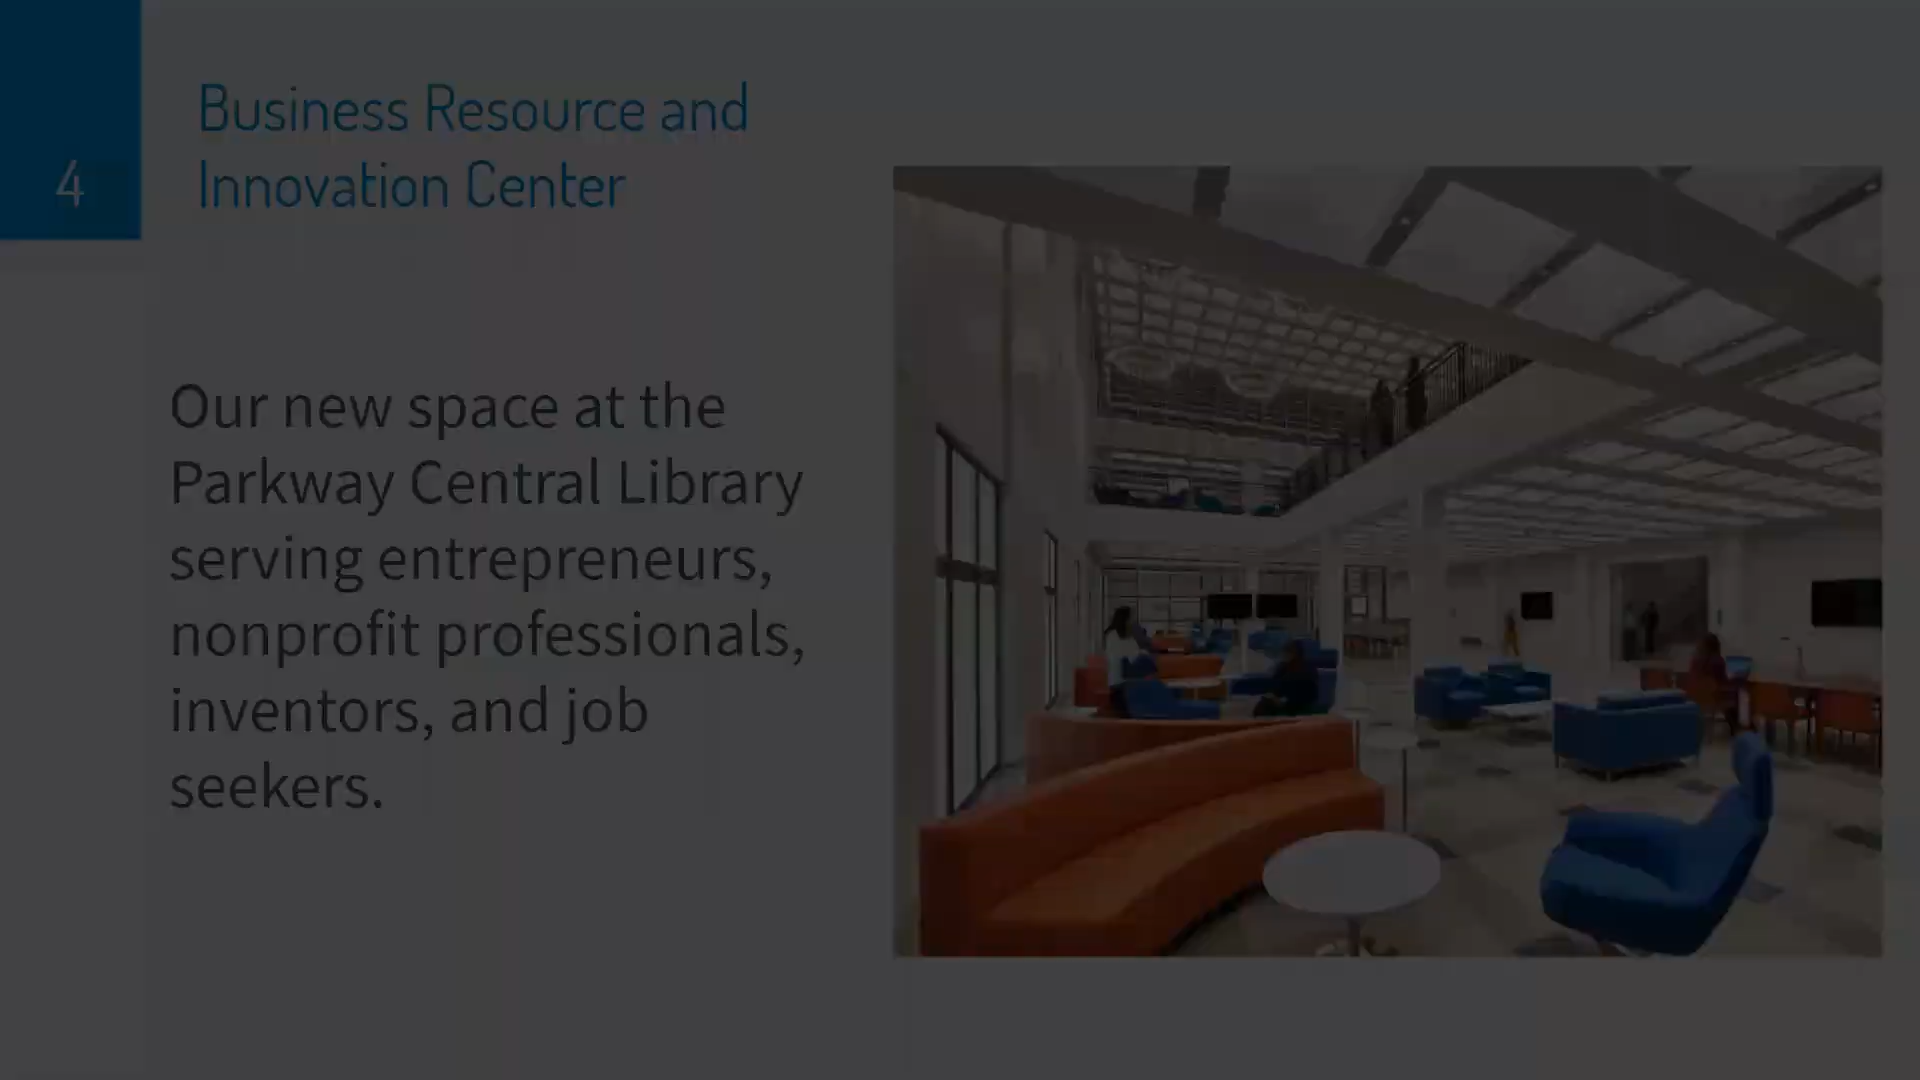 4
Business Resource and
Innovation Center
Our new space at the
Parkway Central Library
serving entrepreneurs,
nonprofit professionals,
inventors, and job
seekers.